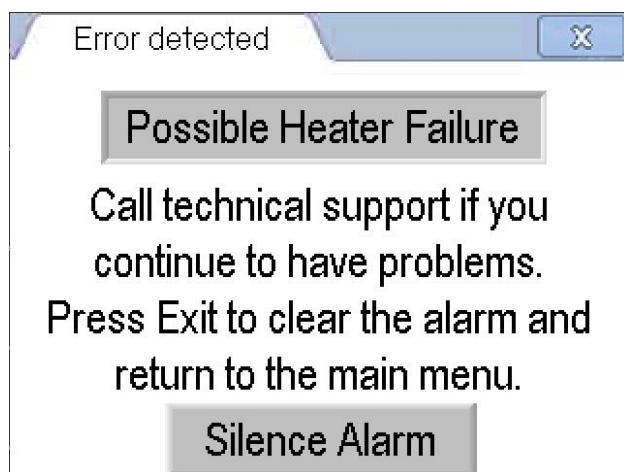 Error detected
Possible Heater Failure
Call technical support if you
continue to have problems.
Press Exit to clear the alarm and
return to the main menu.
Silence Alarm